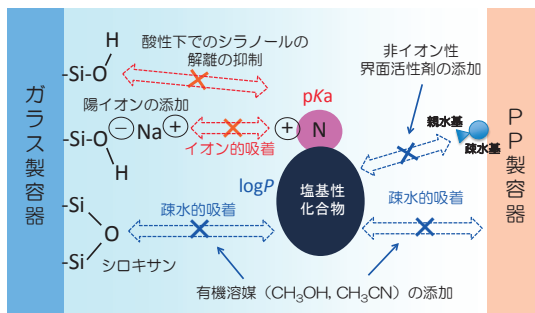 ガラス製容器
H
-Si-O
酸性下でのシラノールの
解離の抑制
陽イオンの添加
-Si-O
－ Na ＋
H
イオン的吸着
pKa
＋ N
logP
塩基性
化合物
非イオン性
界面活性剤の添加
親水基
疎水基
-Si
O
-Si
シロキサン
疎水的吸着
疎水的吸着
有機溶媒（CH₃OH, CH₃CN）の添加
PP製容器